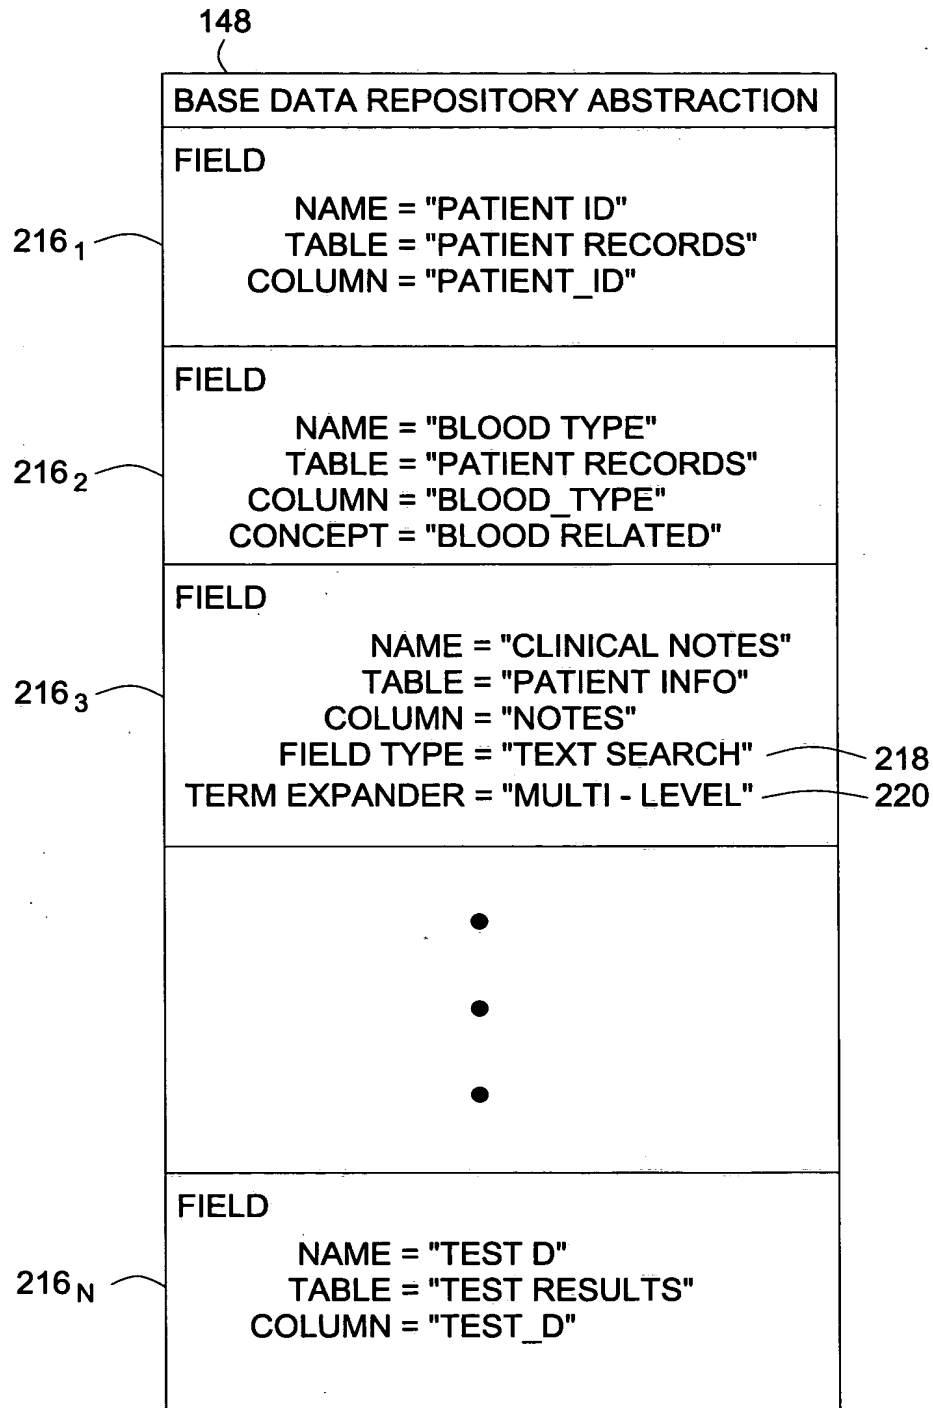 148
BASE DATA REPOSITORY ABSTRACTION
FIELD
NAME = "PATIENT ID"
216₁
TABLE = "PATIENT RECORDS"
COLUMN = "PATIENT_ID"
FIELD
NAME = "BLOOD TYPE"
216₂
TABLE = "PATIENT RECORDS"
COLUMN = "BLOOD_TYPE"
CONCEPT = "BLOOD RELATED"
FIELD
NAME = "CLINICAL NOTES"
216₃
TABLE = "PATIENT INFO"
COLUMN = "NOTES"
FIELD TYPE = "TEXT SEARCH" 218
TERM EXPANDER = "MULTI - LEVEL" 220
FIELD
NAME = "TEST D"
216 N
TABLE = "TEST RESULTS"
COLUMN = "TEST_D"